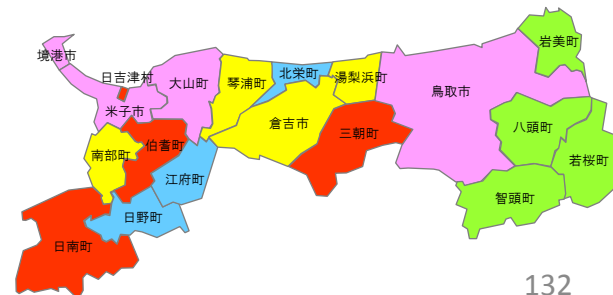 岩美町
境港市
日吉津村
大山町
琴浦町
北栄町
湯梨浜町
鳥取市
米子市
倉吉市
三朝町
八頭町
南部町
伯耆町
若桜町
江府町
智頭町
日野町
日南町
132